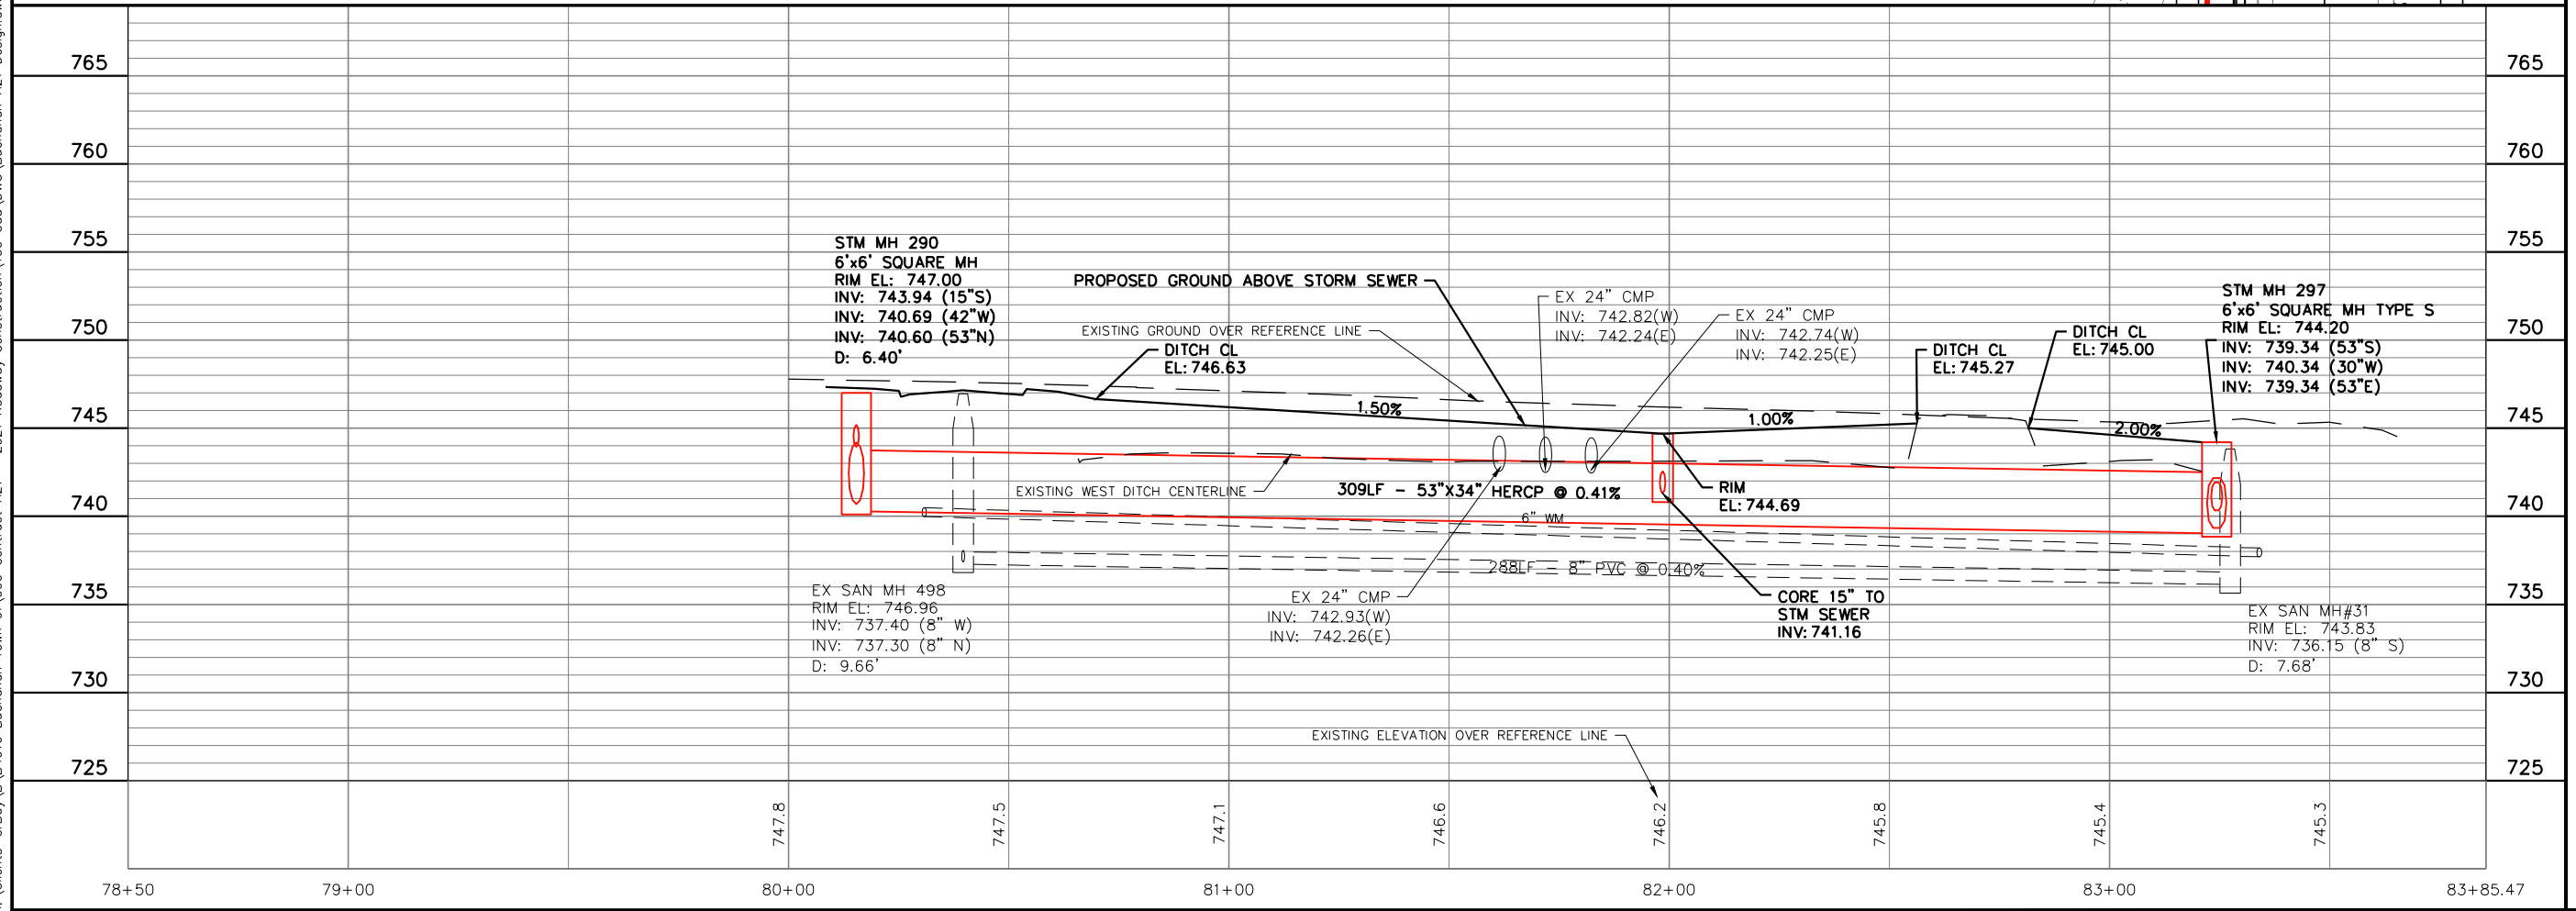 765
765
760
760
755
755
750
750
745
745
740
740
735
735
730
730
725
725
STM MH 290
6'x6' SQUARE MH
RIM EL: 747.00
INV: 743.94 (15"S)
INV: 740.69 (42"W)
INV: 740.60 (53"N)
D: 6.40'
PROPOSED GROUND ABOVE STORM SEWER
EXISTING GROUND OVER REFERENCE LINE
DITCH CL
EL: 746.63
EX 24" CMP
INV: 742.82(W)
INV: 742.24(E)
EX 24" CMP
INV: 742.74(W)
INV: 742.25(E)
DITCH CL
EL: 745.27
DITCH CL
EL: 745.00
STM MH 297
6'x6' SQUARE MH TYPE S
RIM EL: 744.20
INV: 739.34 (53"S)
INV: 740.34 (30"W)
INV: 739.34 (53"E)
1.50%
1.00%
2.00%
EXISTING WEST DITCH CENTERLINE
309LF - 53"X34" HERCP @ 0.41%
RIM
EL: 744.69
6" WM
288LF - 8" PVC @ 0.40%
EX SAN MH 498
RIM EL: 746.96
INV: 737.40 (8" W)
INV: 737.30 (8" N)
D: 9.66'
EX 24" CMP
INV: 742.93(W)
INV: 742.26(E)
CORE 15" TO
STM SEWER
INV: 741.16
EX SAN MH#31
RIM EL: 743.83
INV: 736.15 (8" S)
D: 7.68'
EXISTING ELEVATION OVER REFERENCE LINE
747.8
747.5
747.1
746.6
746.2
745.8
745.4
745.3
78+50
79+00
80+00
81+00
82+00
83+00
83+85.47